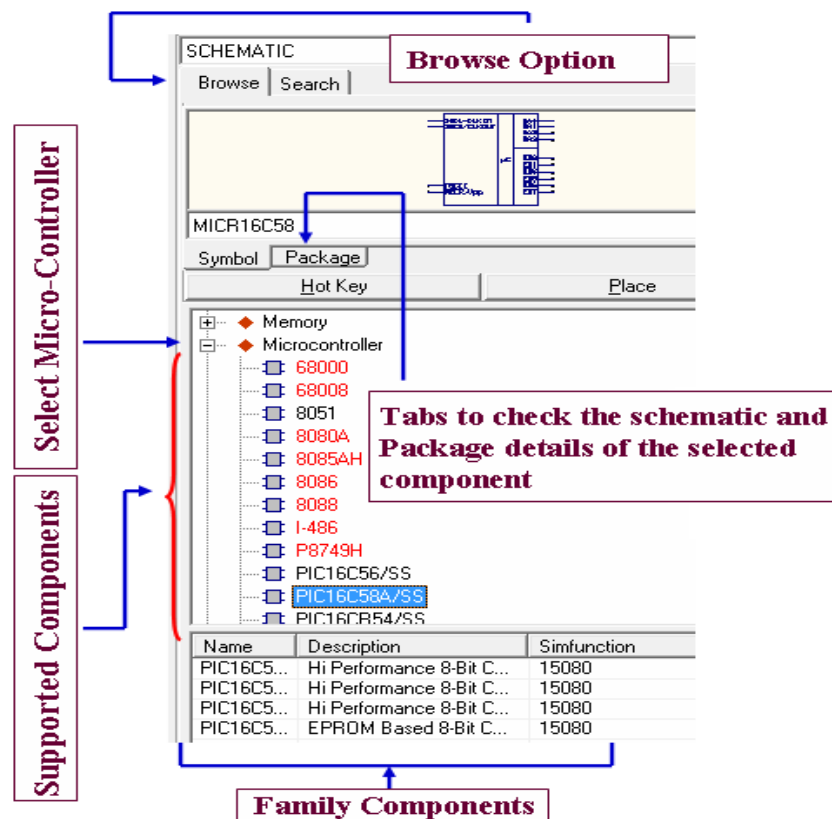 SCHEMATIC
Browse Option
Browse
Search
MICR16C58
Symbol
Package
Hot Key
Place
Select Micro-Controller
Memory
Microcontroller
68000
68008
8051
8080A
8085AH
8086
8088
I-486
P8749H
PIC16C56/SS
PIC16C58A/SS
PIC16CR54/SS
Tabs to check the schematic and
Package details of the selected
component
Supported Components
Name Description Simfunction
PIC16C5... Hi Performance 8-Bit C... 15080
PIC16C5... Hi Performance 8-Bit C... 15080
PIC16C5... Hi Performance 8-Bit C... 15080
PIC16C5... EPROM Based 8-Bit C... 15080
Family Components